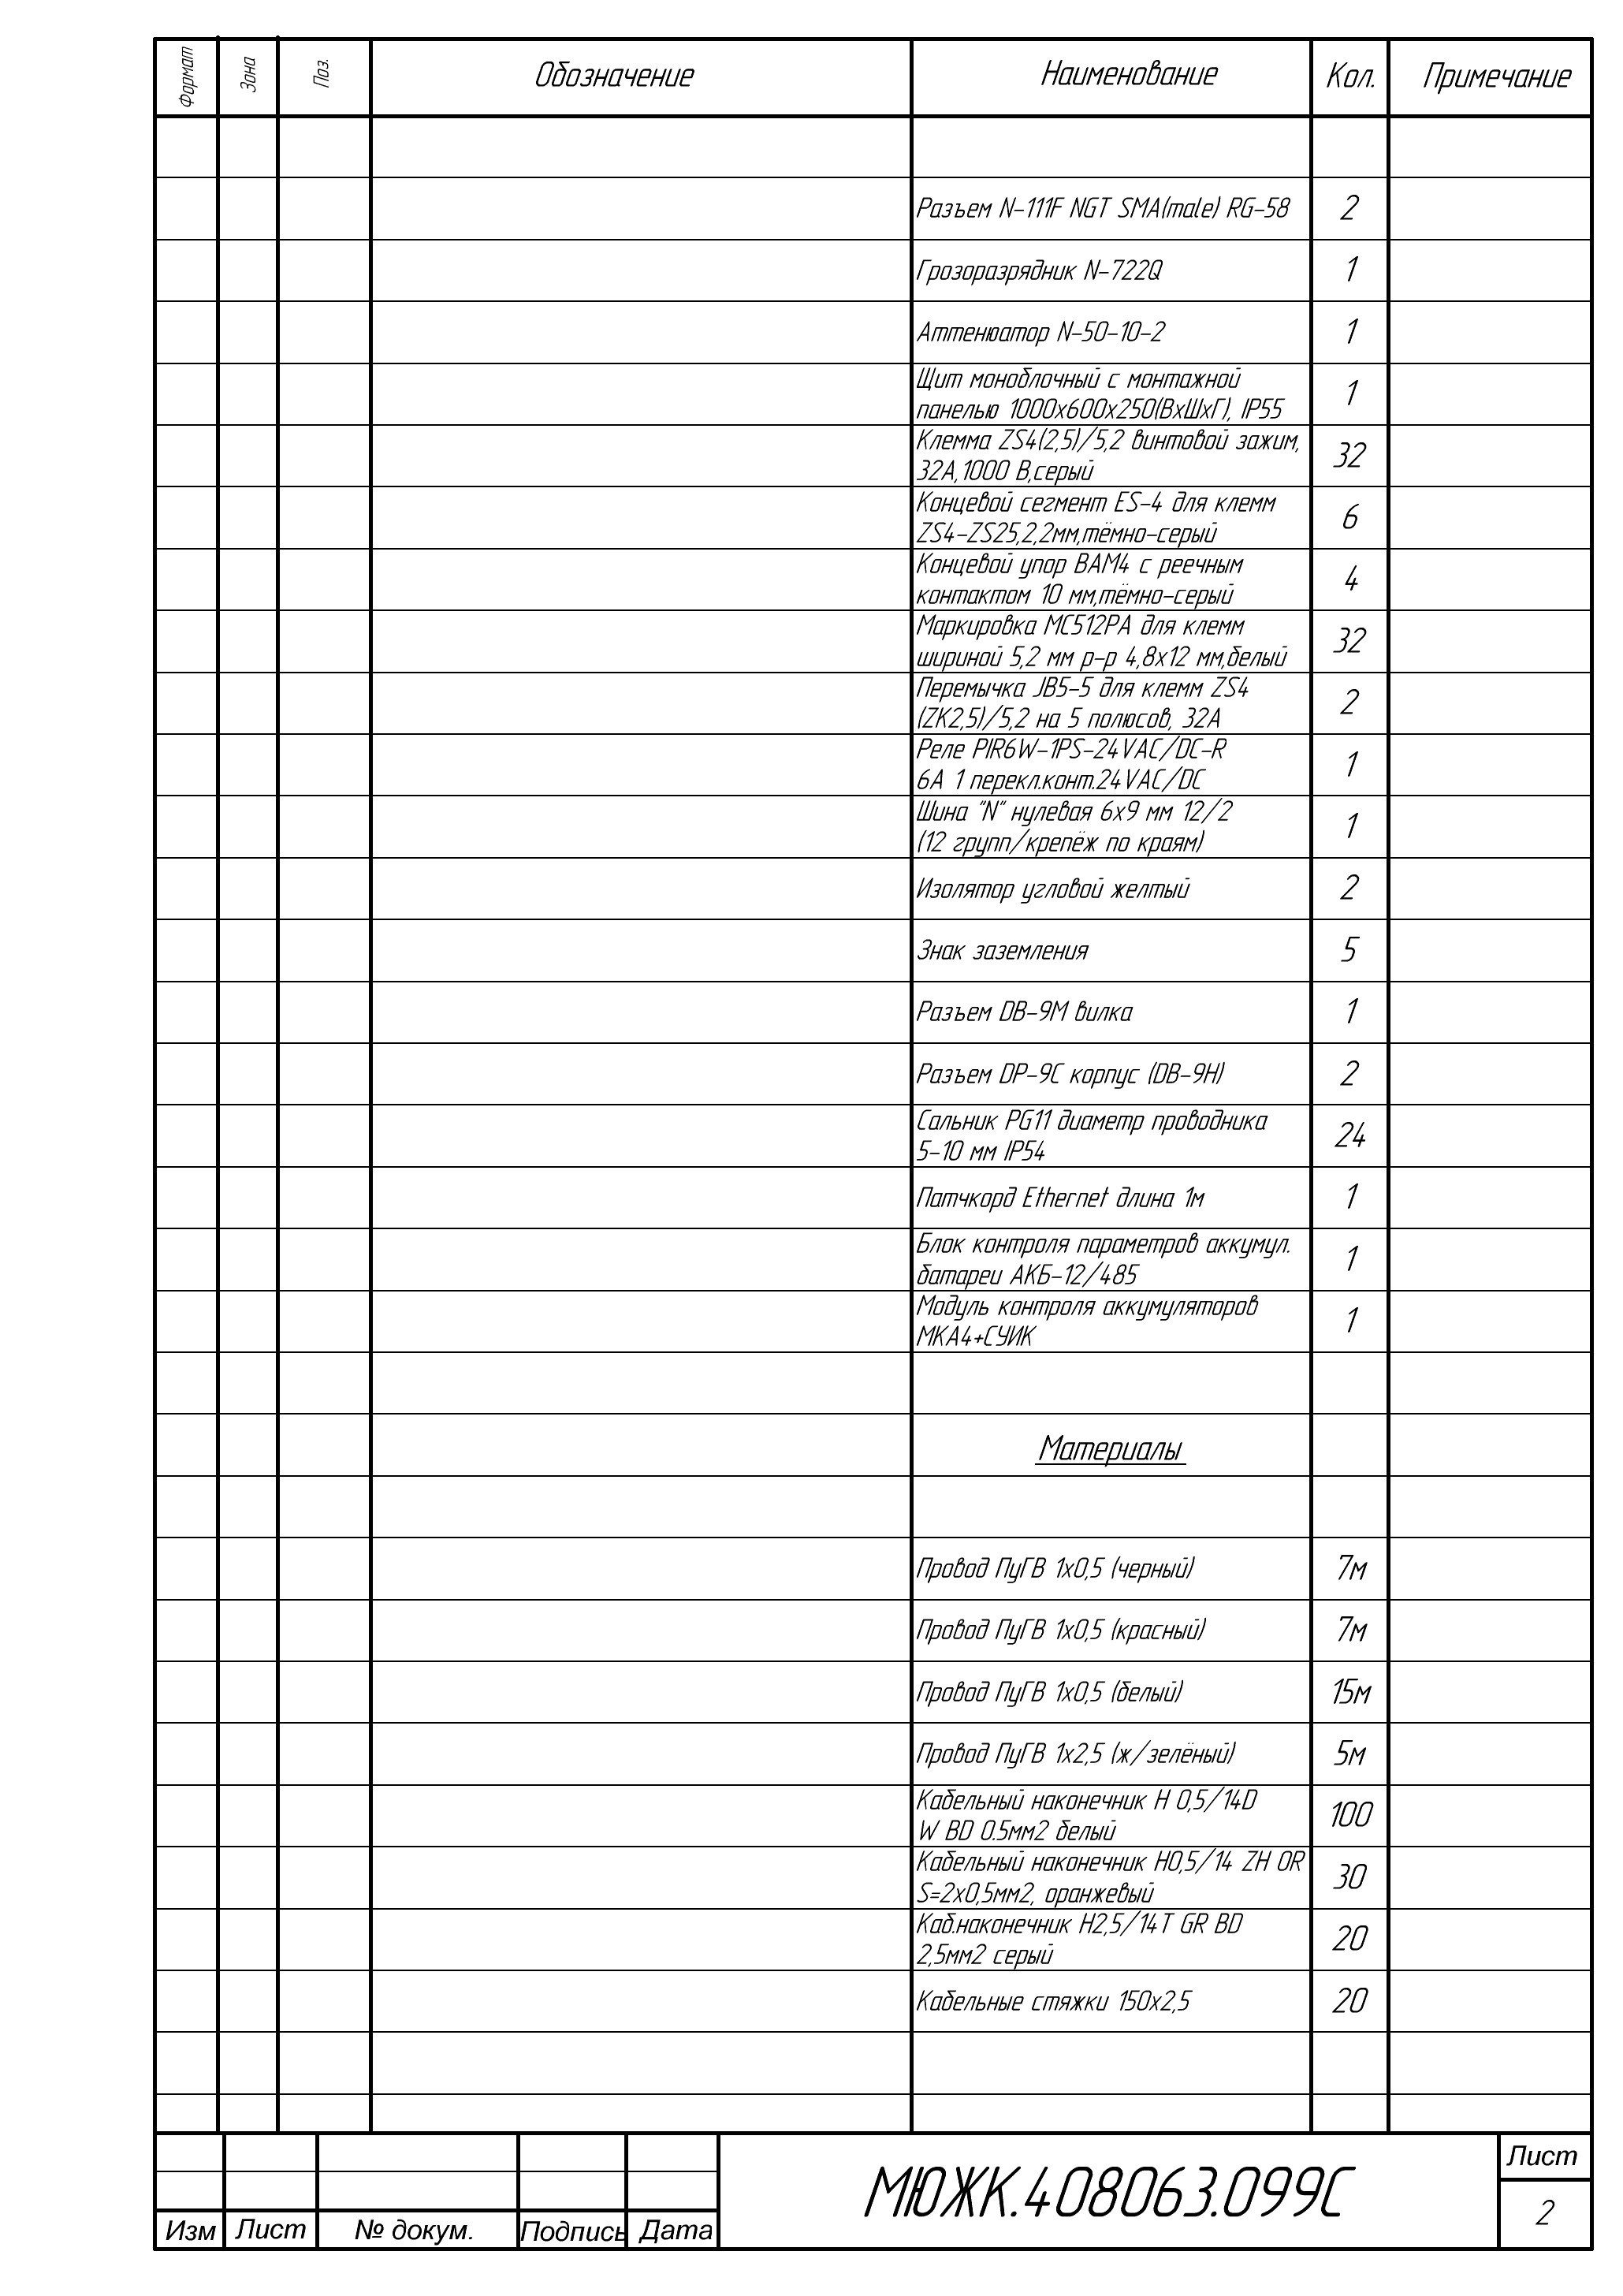 Формат Зона Поз. Обозначение Наименование Кол. Примечание
Разъем N-111F NGT SMA(male) RG-58 2
Грозоразрядник N-722Q 1
Аттенюатор N-50-10-2 1
Щит моноблочный с монтажной
панелью 1000х600х250(ВхШхГ), IP55 1
Клемма ZS4(2,5)/5,2 винтовой зажим,
32А,1000 В,серый 32
Концевой сегмент ES-4 для клемм
ZS4-ZS25,2,2мм,тёмно-серый 6
Концевой упор BAM4 с реечным
контактом 10 мм,тёмно-серый 4
Маркировка MC512PA для клемм
шириной 5,2 мм р-р 4,8х12 мм,белый 32
Перемычка JB5-5 для клемм ZS4
(ZK2,5)/5,2 на 5 полюсов, 32А 2
Реле PIR6W-1PS-24VAC/DC-R
6А 1 перекл.конт.24VAC/DC 1
Шина "N" нулевая 6х9 мм 12/2
(12 групп/крепёж по краям) 1
Изолятор угловой желтый 2
Знак заземления 5
Разъем DB-9M вилка 1
Разъем DP-9C корпус (DB-9H) 2
Сальник PG11 диаметр проводника
5-10 мм IP54 24
Патчкорд Ethernet длина 1м 1
Блок контроля параметров аккумул.
батареи АКБ-12/485 1
Модуль контроля аккумуляторов
МКА4+СУИК 1
Материалы
Провод ПуГВ 1х0,5 (черный) 7м
Провод ПуГВ 1х0,5 (красный) 7м
Провод ПуГВ 1х0,5 (белый) 15м
Провод ПуГВ 1х2,5 (ж/зелёный) 5м
Кабельный наконечник H 0,5/14D
W BD 0.5мм2 белый 100
Кабельный наконечник H0,5/14 ZH OR
S=2х0,5мм2, оранжевый 30
Каб.наконечник H2,5/14T GR BD
2,5мм2 серый 20
Кабельные стяжки 150х2,5 20
МЮЖК.408063.099С
Лист
2
Изм Лист № докум. Подпись Дата